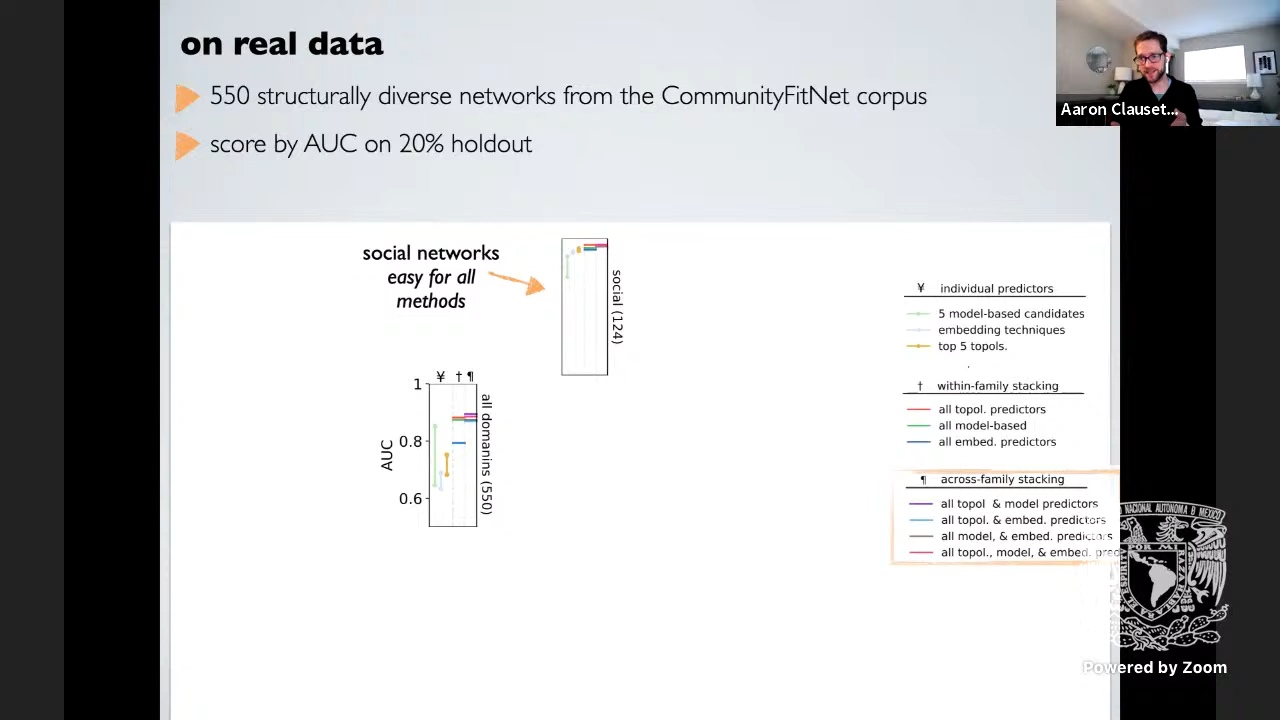 on real data
550 structurally diverse networks from the CommunityFitNet corpus
score by AUC on 20% holdout
Aaron Clauset...
social networks
easy for all
methods
social (124)
¥ † ¶
1
0.8
0.6
AUC
all domanins (550)
¥ individual predictors
5 model-based candidates
embedding techniques
top 5 topols.
† within-family stacking
all topol. predictors
all model-based
all embed. predictors
¶ across-family stacking
all topol & model predictors
all topol. & embed. predictors
all model, & embed. predictors
all topol., model, & embed. pred
Powered by Zoom